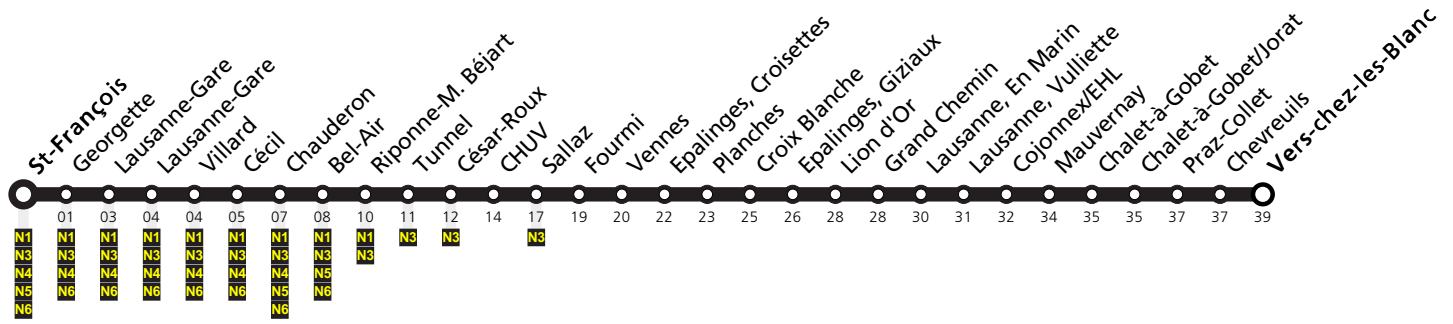 St-François
Georgette
Lausanne-Gare
Lausanne-Gare
Villard
Cécil
Chauderon
Bel-Air
Riponne-M. Béjart
Tunnel
César-Roux
CHUV
Sallaz
Fourmi
Vennes
Epalinges, Croisettes
Planches
Croix Blanche
Epalinges, Giziaux
Lion d'Or
Grand Chemin
Lausanne, En Marin
Lausanne, Vulliette
Cojonnex/EHL
Mauvernay
Chalet-à-Gobet
Chalet-à-Gobet/Jorat
Praz-Collet
Chevreuils
Vers-chez-les-Blanc
01 03 04 04 05 07 08 10 11 12 14 17 19 20 22 23 25 26 28 28 30 31 32 34 35 35 37 37 39
N1 N1 N1 N1 N1 N1 N1 N1 N1 N3 N3 N3
N3 N3 N3 N3 N3 N3 N3 N3 N3
N4 N4 N4 N4 N4 N4 N4 N5
N5 N6 N6 N6 N6 N6 N5 N6
N6 N6